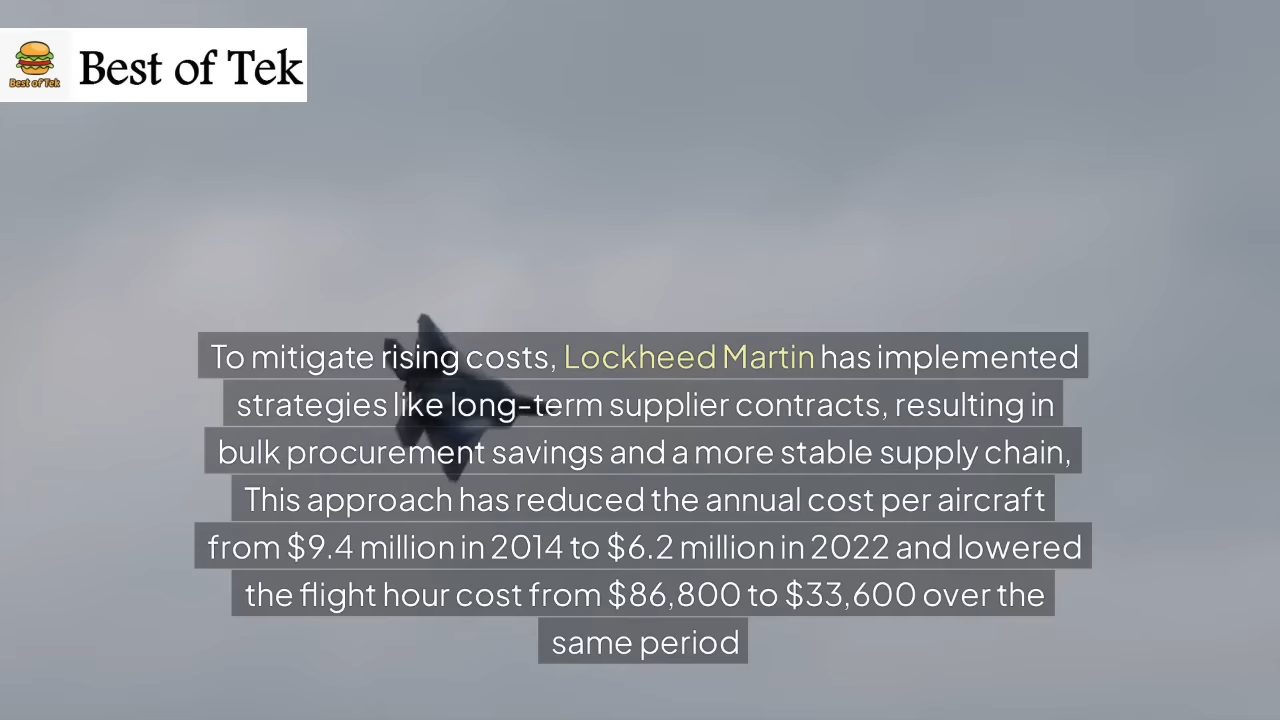 Best of Tek
Best of Tek
To mitigate rising costs, Lockheed Martin has implemented
strategies like long-term supplier contracts, resulting in
bulk procurement savings and a more stable supply chain,
This approach has reduced the annual cost per aircraft
from $9.4 million in 2014 to $6.2 million in 2022 and lowered
the flight hour cost from $86,800 to $33,600 over the
same period